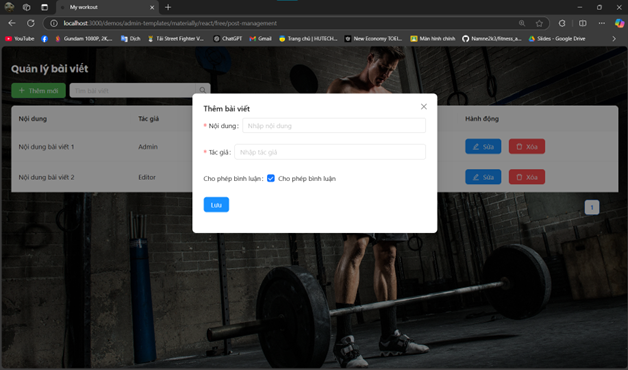 My workout
localhost:3000/demos/admin-templates/materially/react/free/post-management
YouTube
Gundam 1080P, 2K,...
Dịch
Tải Street Fighter V...
ChatGPT
Gmail
Trang chủ | HUTECH...
New Economy TOEI...
Màn hình chính
Namine2k3/fitness_a...
Slides - Google Drive
Quản lý bài viết
+ Thêm mới
Tìm bài viết
Nội dung
Tác giả
Hành động
Nội dung bài viết 1
Admin
Sửa
Xóa
Nội dung bài viết 2
Editor
Sửa
Xóa
1
Thêm bài viết
* Nội dung:
Nhập nội dung
* Tác giả:
Nhập tác giả
Cho phép bình luận:
Cho phép bình luận
Lưu